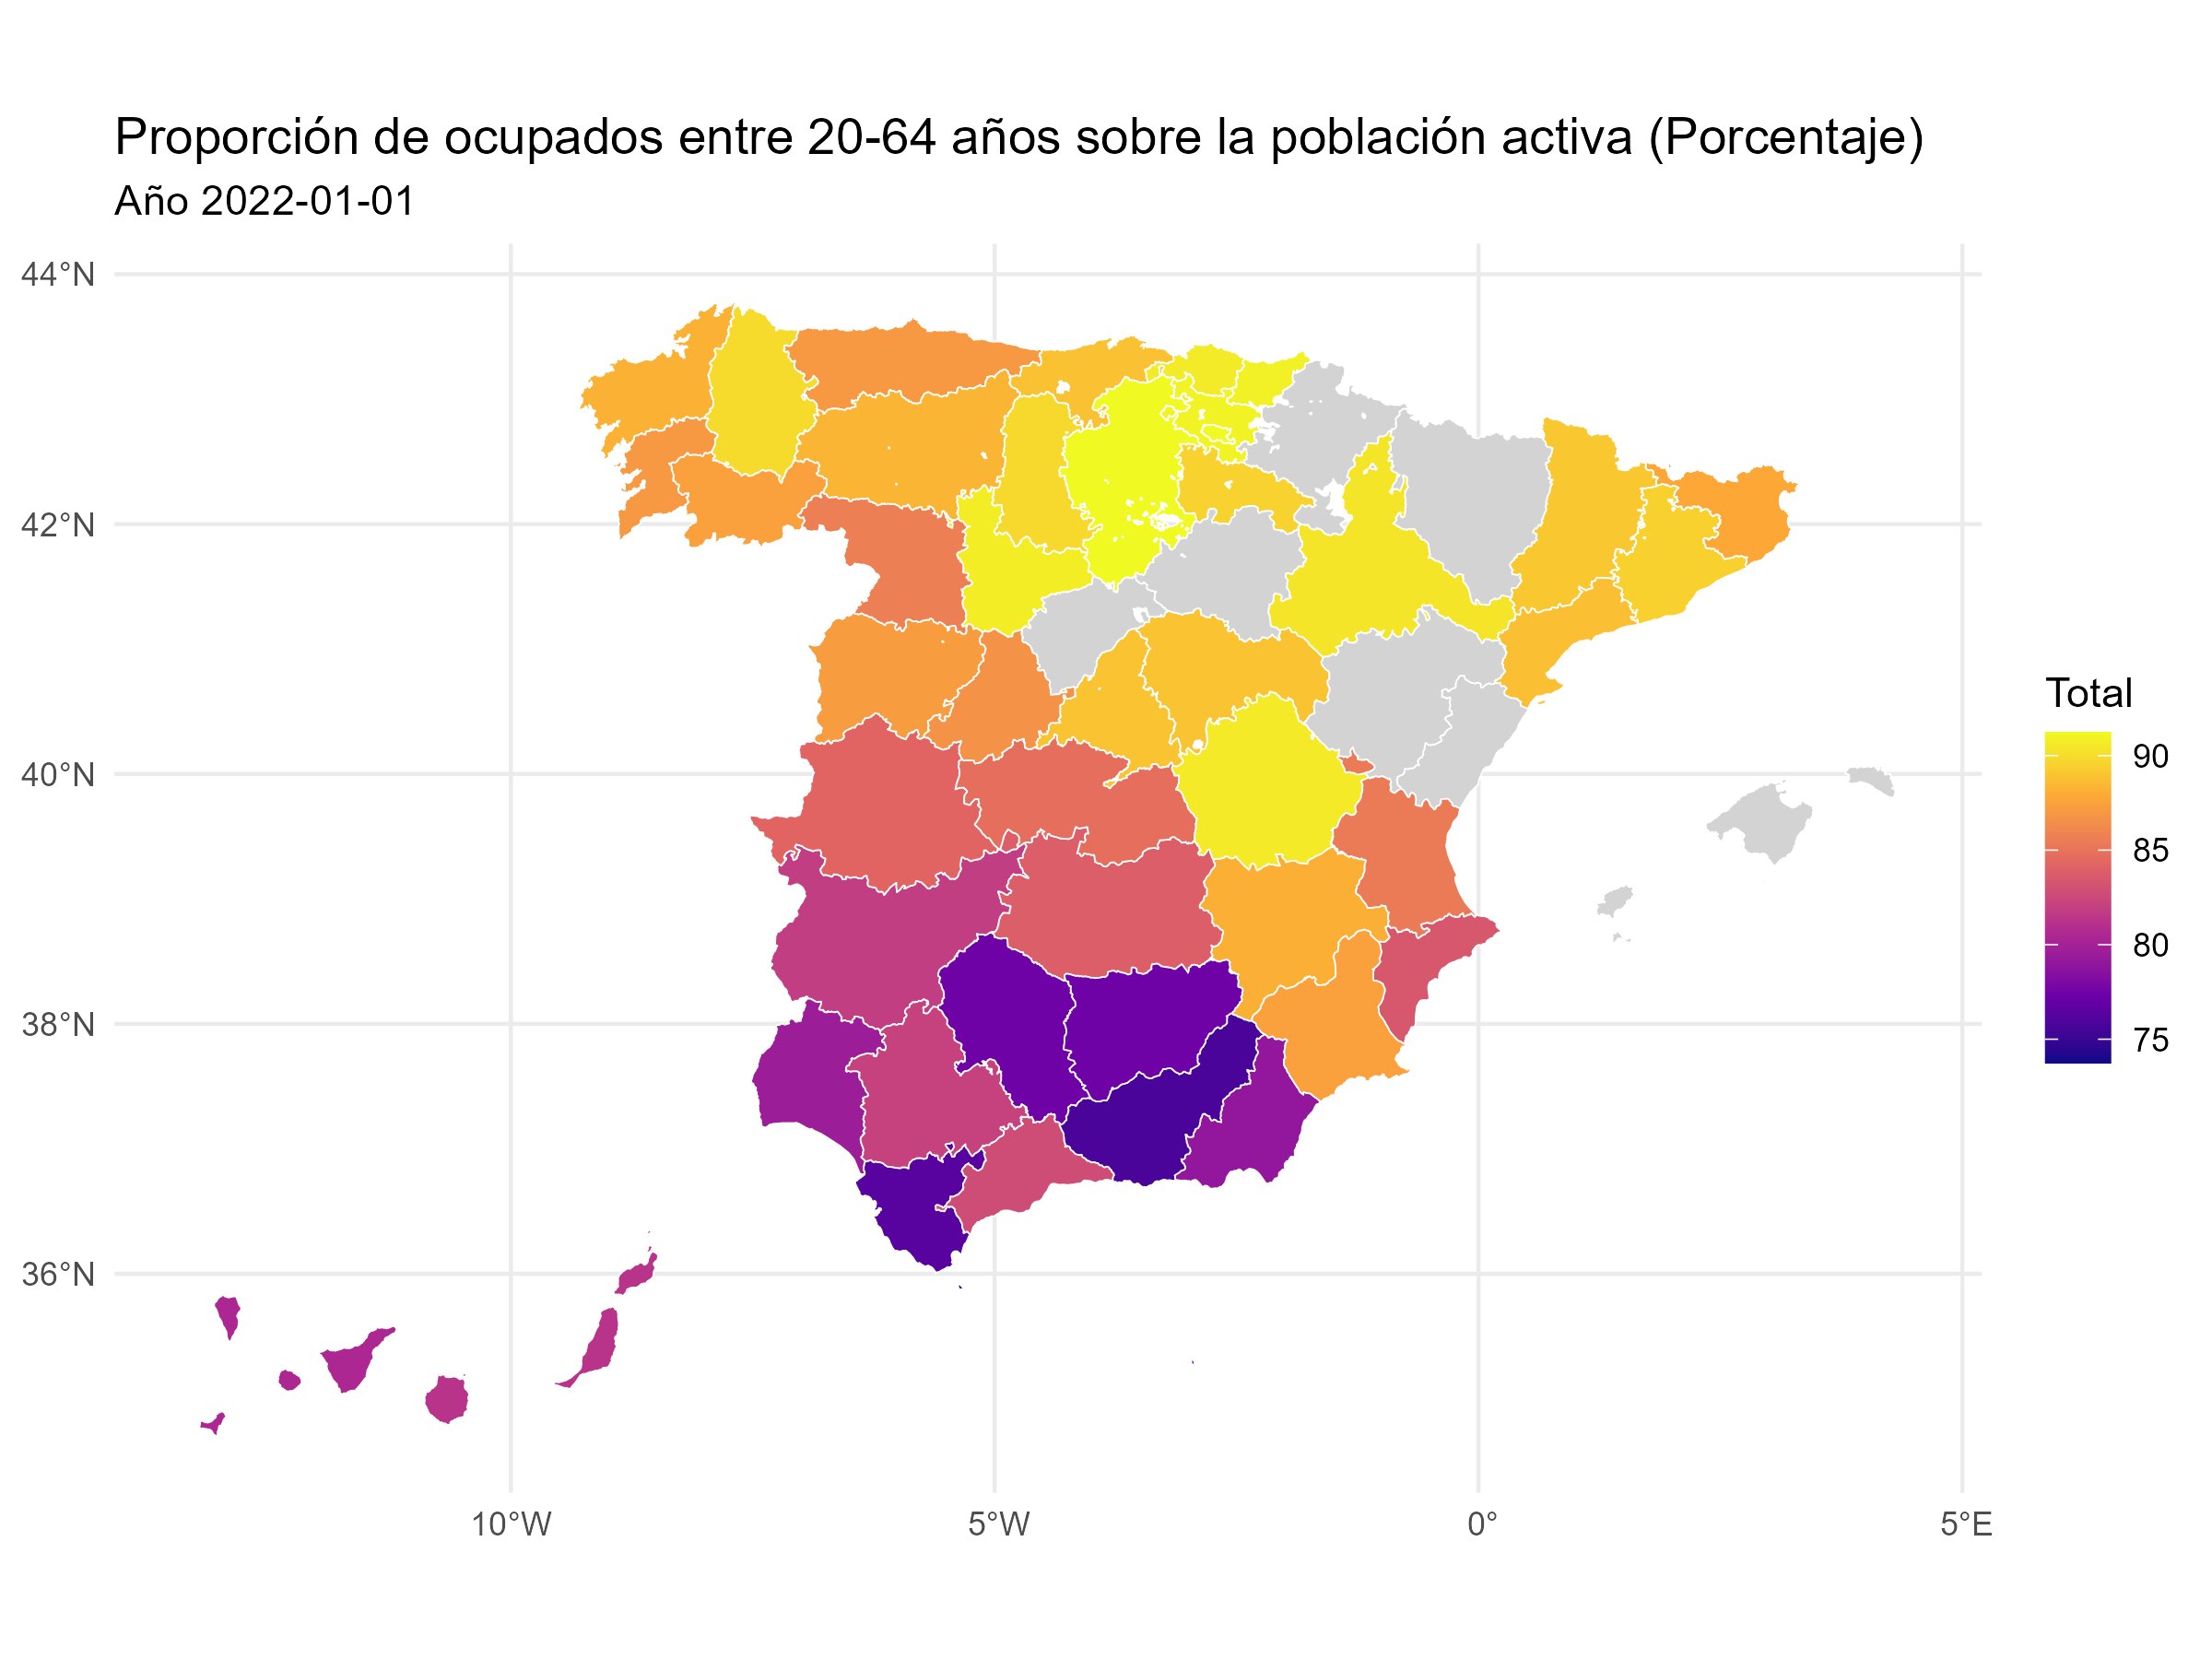 Proporción de ocupados entre 20-64 años sobre la población activa (Porcentaje)
Año 2022-01-01
44°N
42°N
40°N
38°N
36°N
10°W
5°W
0°
5°E
Total
90
85
80
75